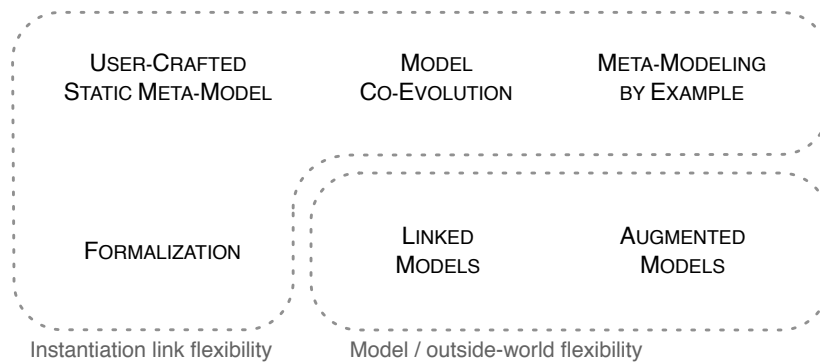 USER-CRAFTED
STATIC META-MODEL
MODEL
CO-EVOLUTION
META-MODELING
BY EXAMPLE
FORMALIZATION
LINKED
MODELS
AUGMENTED
MODELS
Instantiation link flexibility
Model / outside-world flexibility